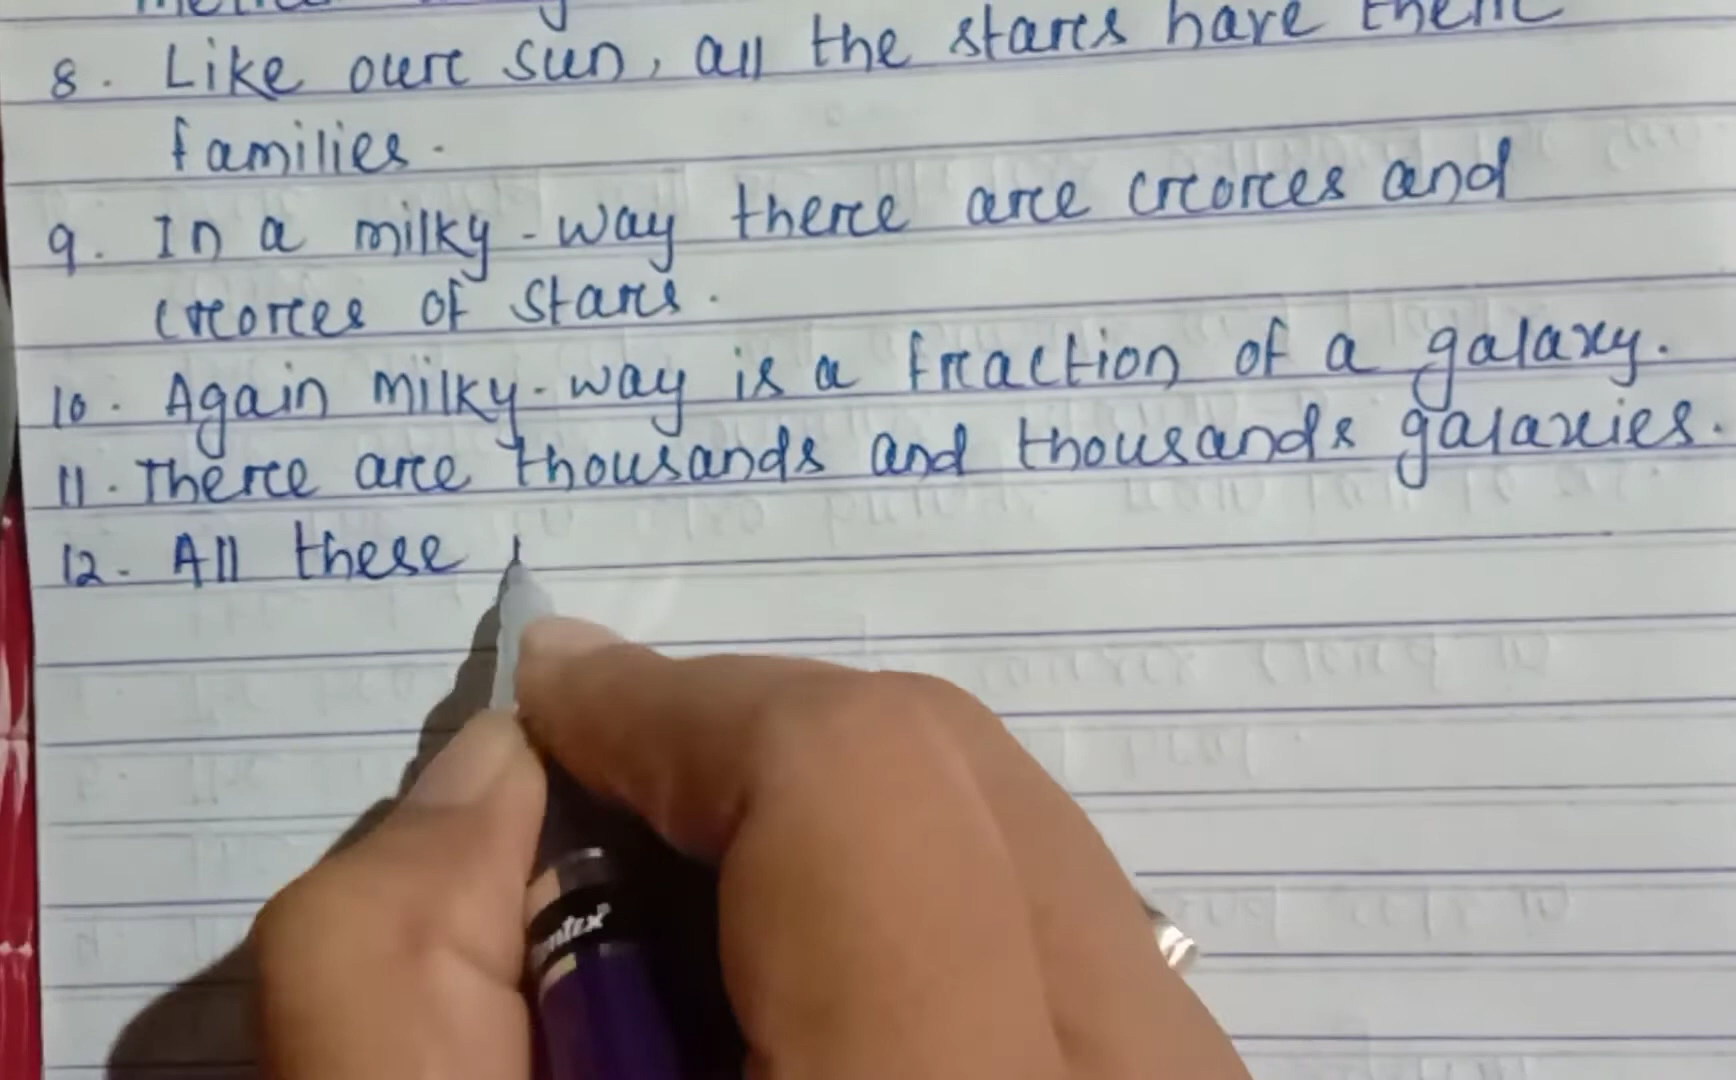 8. Like our sun, all the stars have their
families.
9. In a milky-way there are crores and
crores of stars.
10. Again milky-way is a fraction of a galaxy.
11. There are thousands and thousands galaxies.
12. All these